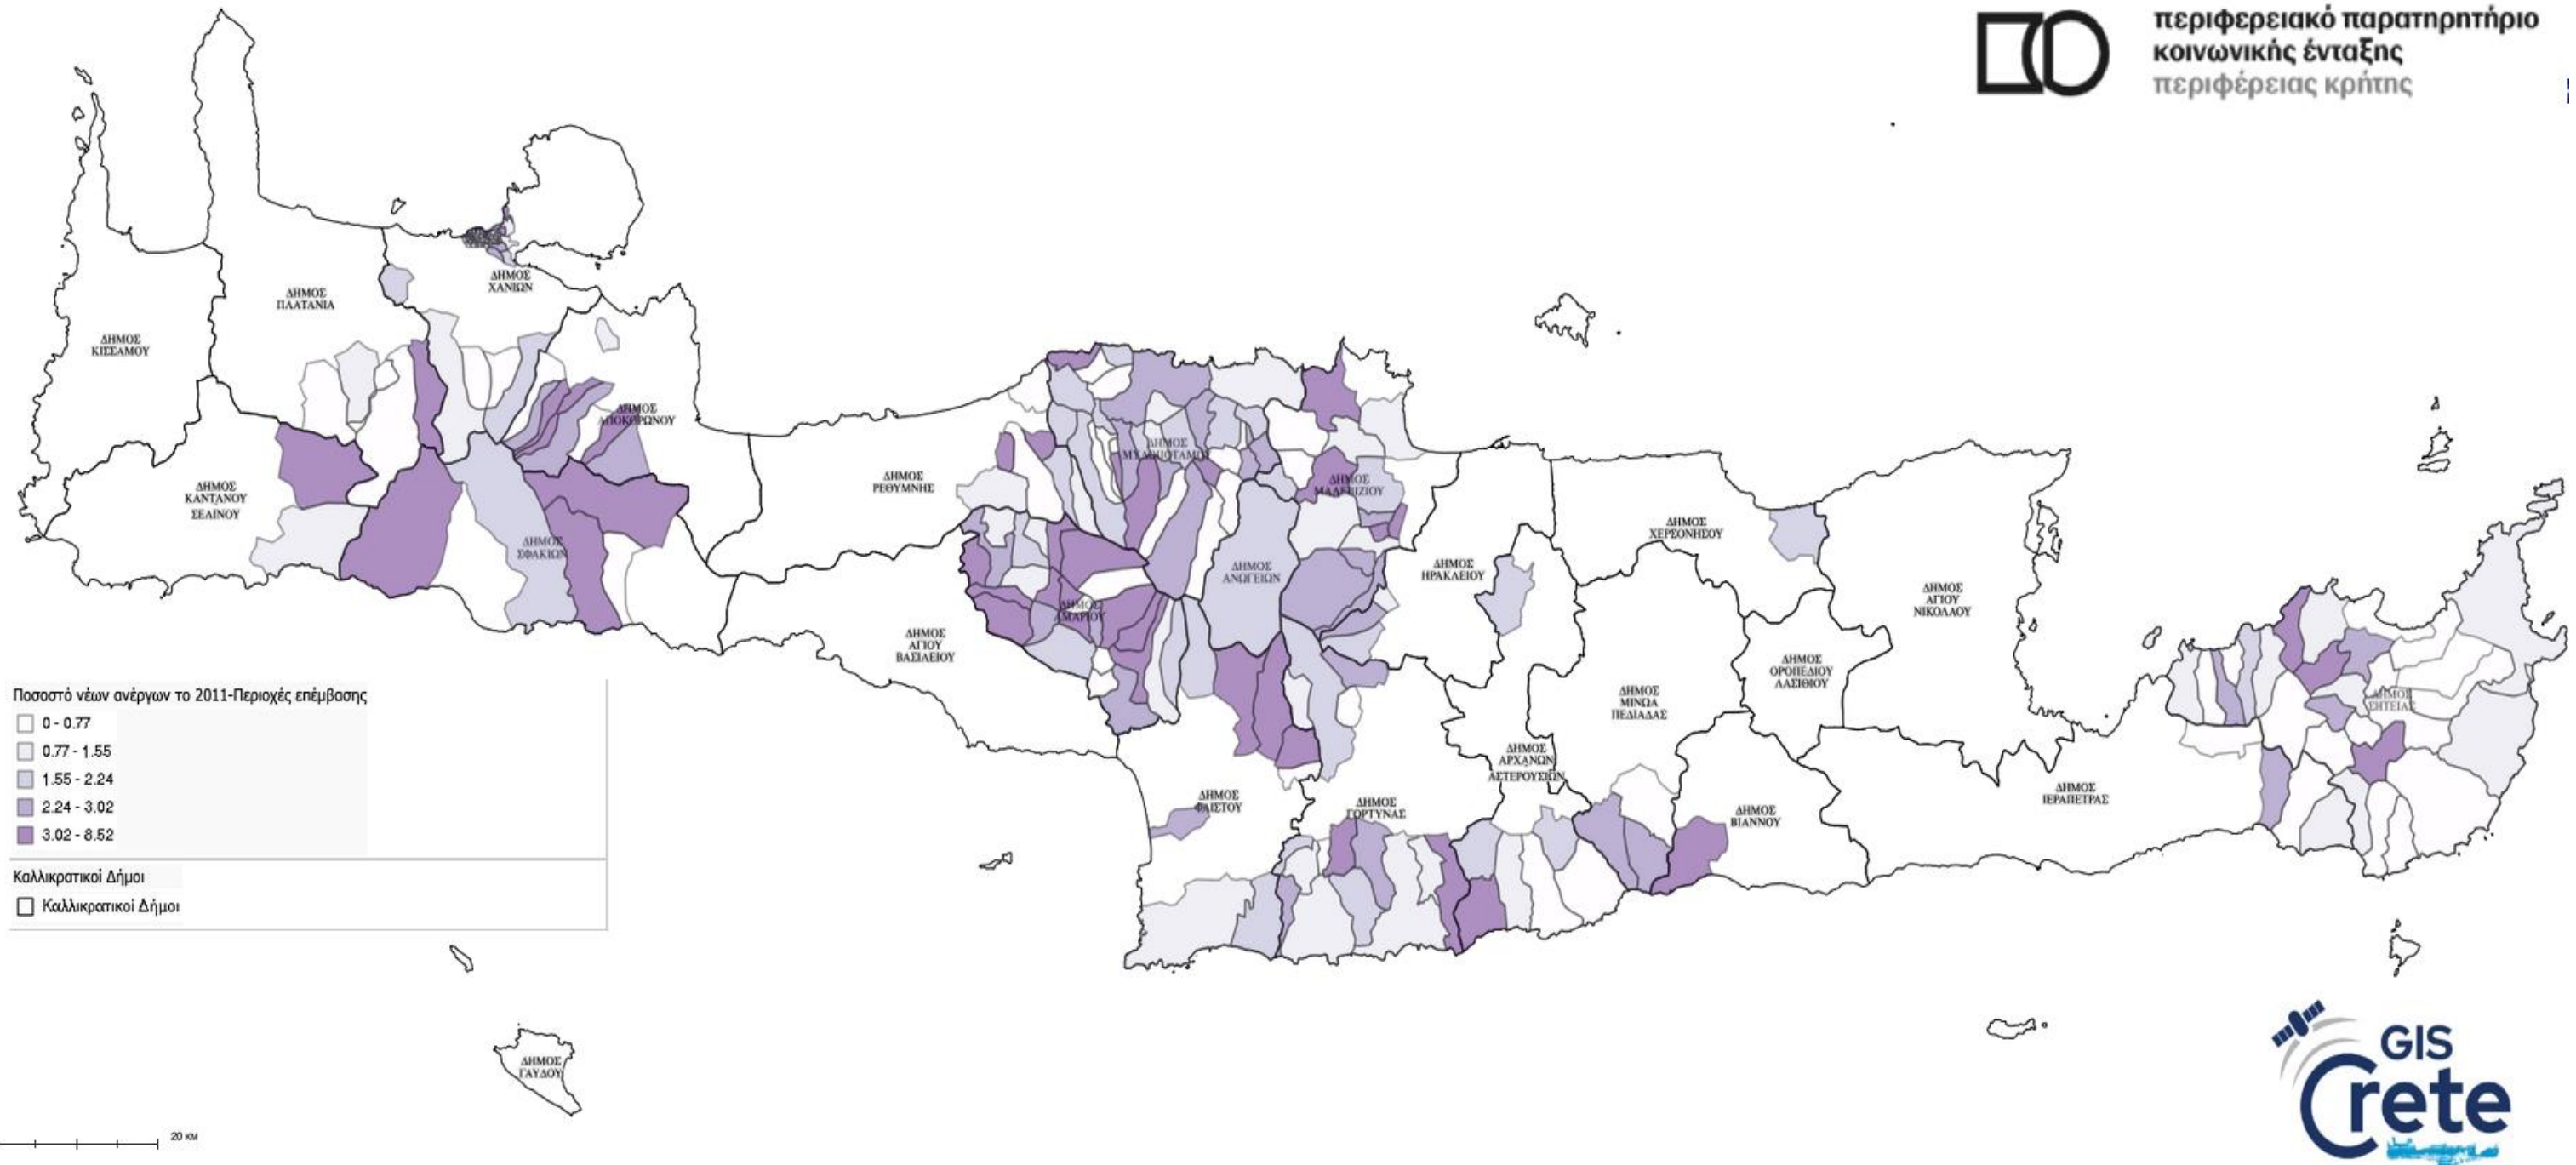 περιφερειακό παρατηρητήριο
κοινωνικής ένταξης
περιφέρειας κρήτης
ΔΗΜΟΣ
ΧΑΝΙΩΝ
ΔΗΜΟΣ
ΠΛΑΤΑΝΙΑ
ΔΗΜΟΣ
ΚΙΣΣΑΜΟΥ
ΔΗΜΟΣ
ΑΠΟΚΟΡΩΝΟΥ
ΔΗΜΟΣ
ΜΥΛΟΠΟΤΑΜΟΥ
ΔΗΜΟΣ
ΡΕΘΥΜΝΗΣ
ΔΗΜΟΣ
ΜΑΛΕΒΙΖΙΟΥ
ΔΗΜΟΣ
ΚΑΝΤΑΝΟΥ
ΣΕΛΙΝΟΥ
ΔΗΜΟΣ
ΣΦΑΚΙΩΝ
ΔΗΜΟΣ
ΧΕΡΣΟΝΗΣΟΥ
ΔΗΜΟΣ
ΑΝΩΓΕΙΩΝ
ΔΗΜΟΣ
ΗΡΑΚΛΕΙΟΥ
ΔΗΜΟΣ
ΑΓΙΟΥ
ΝΙΚΟΛΑΟΥ
ΔΗΜΟΣ
ΑΜΑΡΙΟΥ
ΔΗΜΟΣ
ΑΓΙΟΥ
ΒΑΣΙΛΕΙΟΥ
ΔΗΜΟΣ
ΟΡΟΠΕΔΙΟΥ
ΛΑΣΙΘΙΟΥ
ΔΗΜΟΣ
ΜΙΝΩΑ
ΠΕΔΙΑΔΑΣ
ΔΗΜΟΣ
ΣΗΤΕΙΑΣ
ΔΗΜΟΣ
ΑΡΧΑΝΩΝ
ΑΣΤΕΡΟΥΣΙΩΝ
ΔΗΜΟΣ
ΙΕΡΑΠΕΤΡΑΣ
ΔΗΜΟΣ
ΦΑΙΣΤΟΥ
ΔΗΜΟΣ
ΓΟΡΤΥΝΑΣ
ΔΗΜΟΣ
ΒΙΑΝΝΟΥ
Ποσοστό νέων ανέργων το 2011-Περιοχές επέμβασης
0 - 0.77
0.77 - 1.55
1.55 - 2.24
2.24 - 3.02
3.02 - 8.52
Καλλικρατικοί Δήμοι
Καλλικρατικοί Δήμοι
ΔΗΜΟΣ
ΓΑΥΔΟΥ
20 KM
GIS
Crete